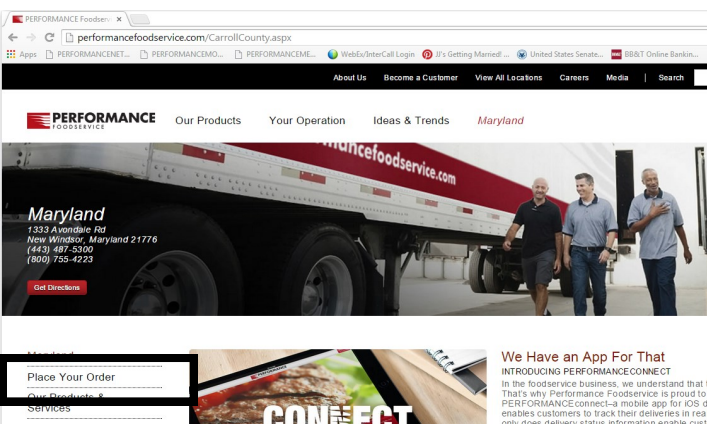 PERFORMANCE Foodserv
performancefoodservice.com/CarrollCounty.aspx
Apps PERFORMANCENET... PERFORMANCEMO... PERFORMANCEME... WebEx/InterCall Login JJ's Getting Married! ... United States Senate... BB&T Online Bankin...
About Us Become a Customer View All Locations Careers Media | Search
PERFORMANCE
FOODSERVICE
Our Products Your Operation Ideas & Trends Maryland
ancefoodservice.com
Maryland
1333 Avondale Rd
New Windsor, Maryland 21776
(443) 487-5300
(800) 755-4223
Get Directions
Maryland
Place Your Order
Our Products &
Services
CONNECT
We Have an App For That
INTRODUCING PERFORMANCECONNECT
In the foodservice business, we understand that
That's why Performance Foodservice is proud to
PERFORMANCEconnect–a mobile app for iOS d
enables customers to track their deliveries in rea
only does delivery status information enable cust